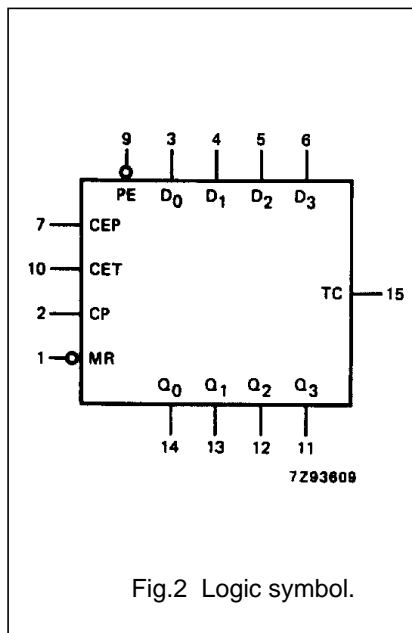 9 3 4 5 6
PE D0 D1 D2 D3
7 CEP
10 CET
TC 15
2 CP
1 MR
Q0 Q1 Q2 Q3
14 13 12 11
7Z93609
Fig.2 Logic symbol.